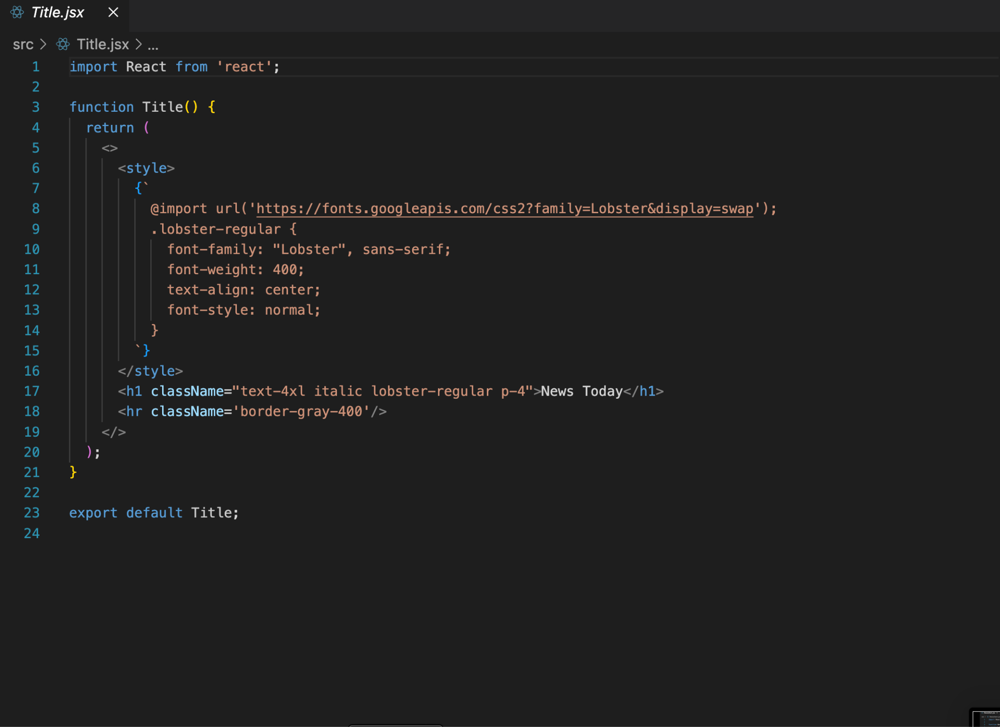 Title.jsx
src > Title.jsx > ...
1 import React from 'react';
2
3 function Title() {
4   return (
5     <>
6       <style>
7         {`
8           @import url('https://fonts.googleapis.com/css2?family=Lobster&display=swap');
9           .lobster-regular {
10             font-family: "Lobster", sans-serif;
11             font-weight: 400;
12             text-align: center;
13             font-style: normal;
14           }
15         `}
16       </style>
17       <h1 className="text-4xl italic lobster-regular p-4">News Today</h1>
18       <hr className='border-gray-400'/>
19     </>
20   );
21 }
22
23 export default Title;
24